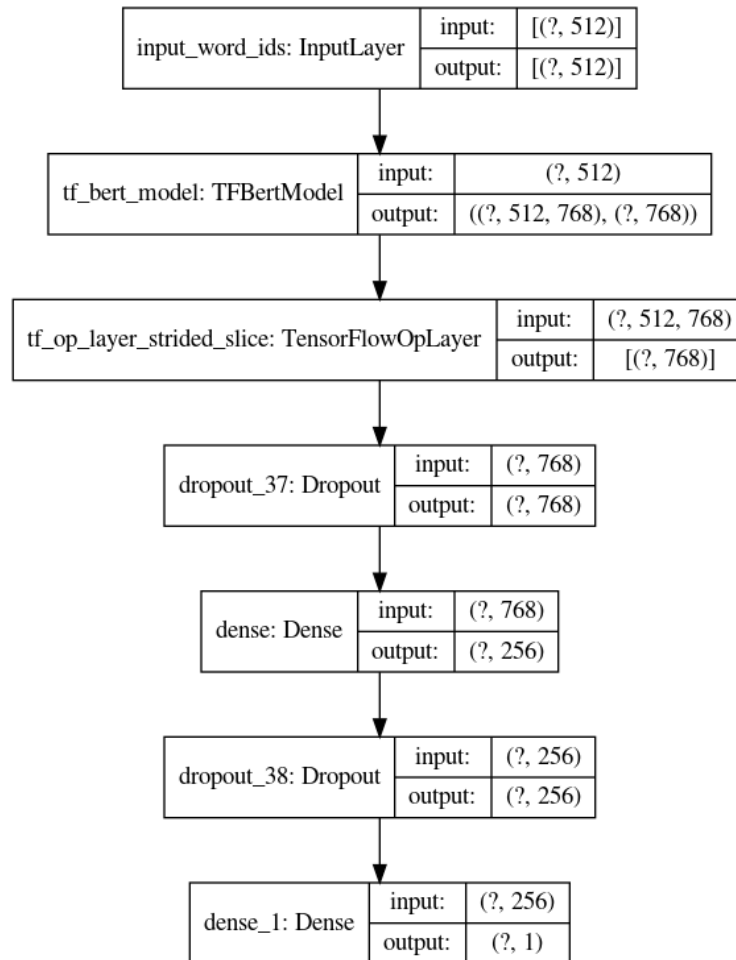 input_word_ids: InputLayer
input: [(?, 512)]
output: [(?, 512)]
tf_bert_model: TFBertModel
input: (?, 512)
output: ((?, 512, 768), (?, 768))
tf_op_layer_strided_slice: TensorFlowOpLayer
input: (?, 512, 768)
output: [(?, 768)]
dropout_37: Dropout
input: (?, 768)
output: (?, 768)
dense: Dense
input: (?, 768)
output: (?, 256)
dropout_38: Dropout
input: (?, 256)
output: (?, 256)
dense_1: Dense
input: (?, 256)
output: (?, 1)